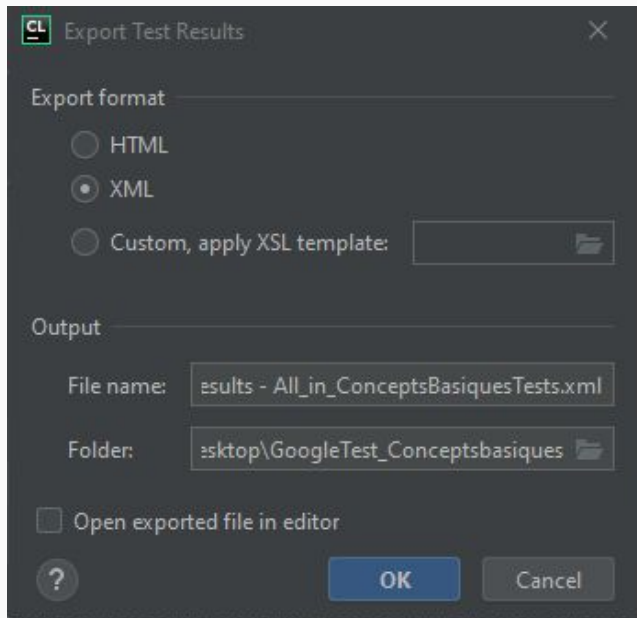 CL Export Test Results
Export format
HTML
XML
Custom, apply XSL template:
Output
File name: esults - All_in_ConceptsBasiquesTests.xml
Folder: esktop\GoogleTest_Conceptsbasiques
Open exported file in editor
? OK Cancel